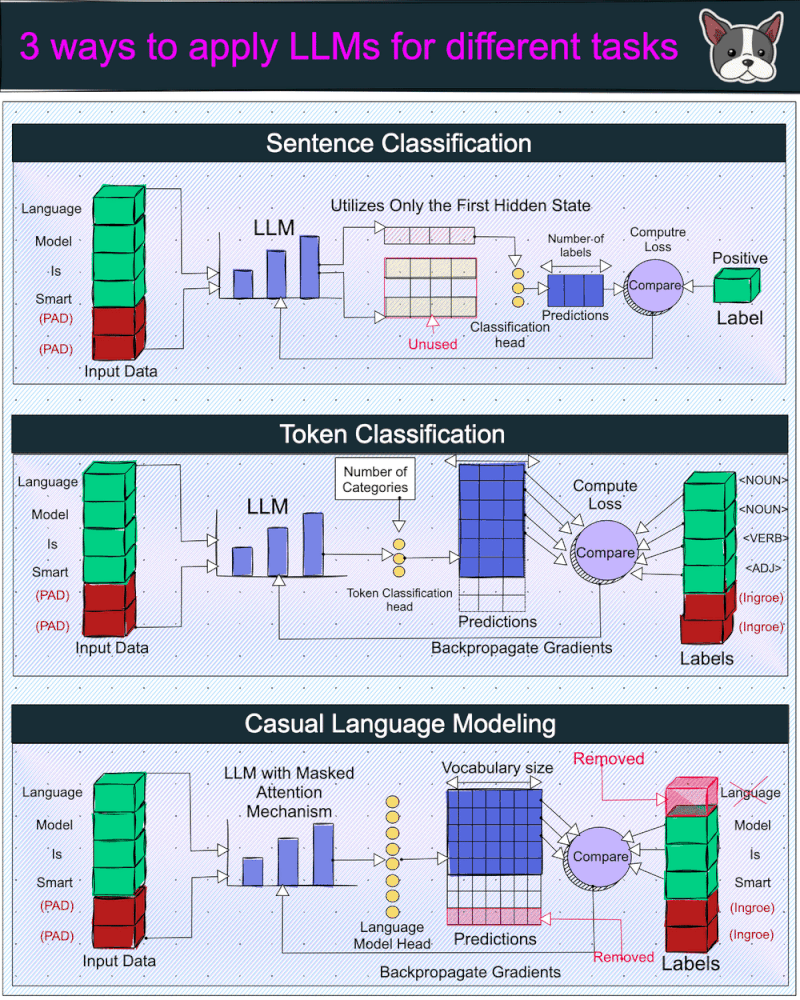 3 ways to apply LLMs for different tasks
Sentence Classification
Language
Model
Is
Smart
(PAD)
(PAD)
Input Data
LLM
Utilizes Only the First Hidden State
Unused
Classification
head
Number of
labels
Predictions
Computre
Loss
Compare
Positive
Label
Token Classification
Language
Model
Is
Smart
(PAD)
(PAD)
Input Data
LLM
Number of
Categories
Token Classification
head
Predictions
Backpropagate Gradients
Compute
Loss
Compare
<NOUN>
<NOUN>
<VERB>
<ADJ>
(Ingroe)
(Ingroe)
Labels
Casual Language Modeling
Language
Model
Is
Smart
(PAD)
(PAD)
Input Data
LLM with Masked
Attention
Mechanism
Language
Model Head
Vocabulary size
Predictions
Removed
Backpropagate Gradients
Compare
Removed
Language
Model
Is
Smart
(Ingroe)
(Ingroe)
Labels